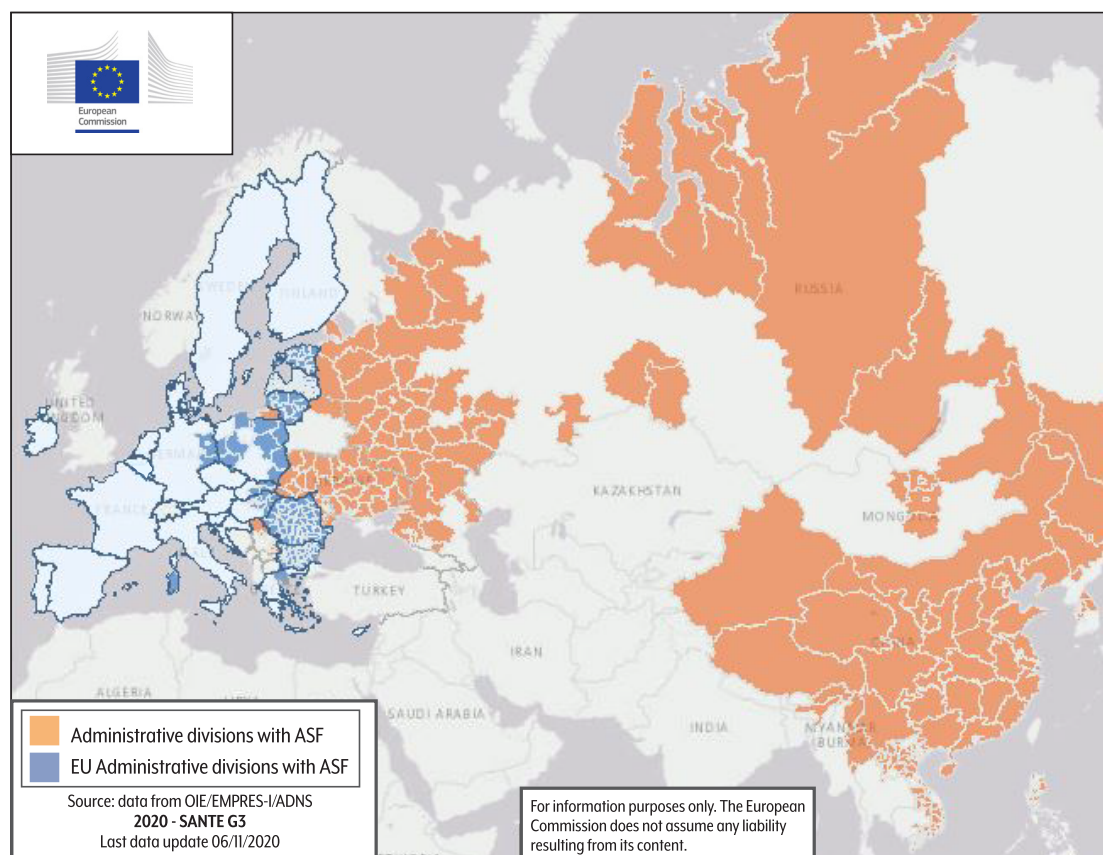 European
Commission
SWEDEN
FINLAND
NORWAY
RUSSIA
UNITED
KINGDOM
FRANCE
KAZAKHSTAN
MONGOLIA
TURKEY
CHINA
IRAN
ALGERIA
SAUDI ARABIA
INDIA
MYANMAR
(BURMA)
Administrative divisions with ASF
EU Administrative divisions with ASF
Source: data from OIE/EMPRES-I/ADNS
2020 - SANTE G3
Last data update 06/11/2020
For information purposes only. The European
Commission does not assume any liability
resulting from its content.